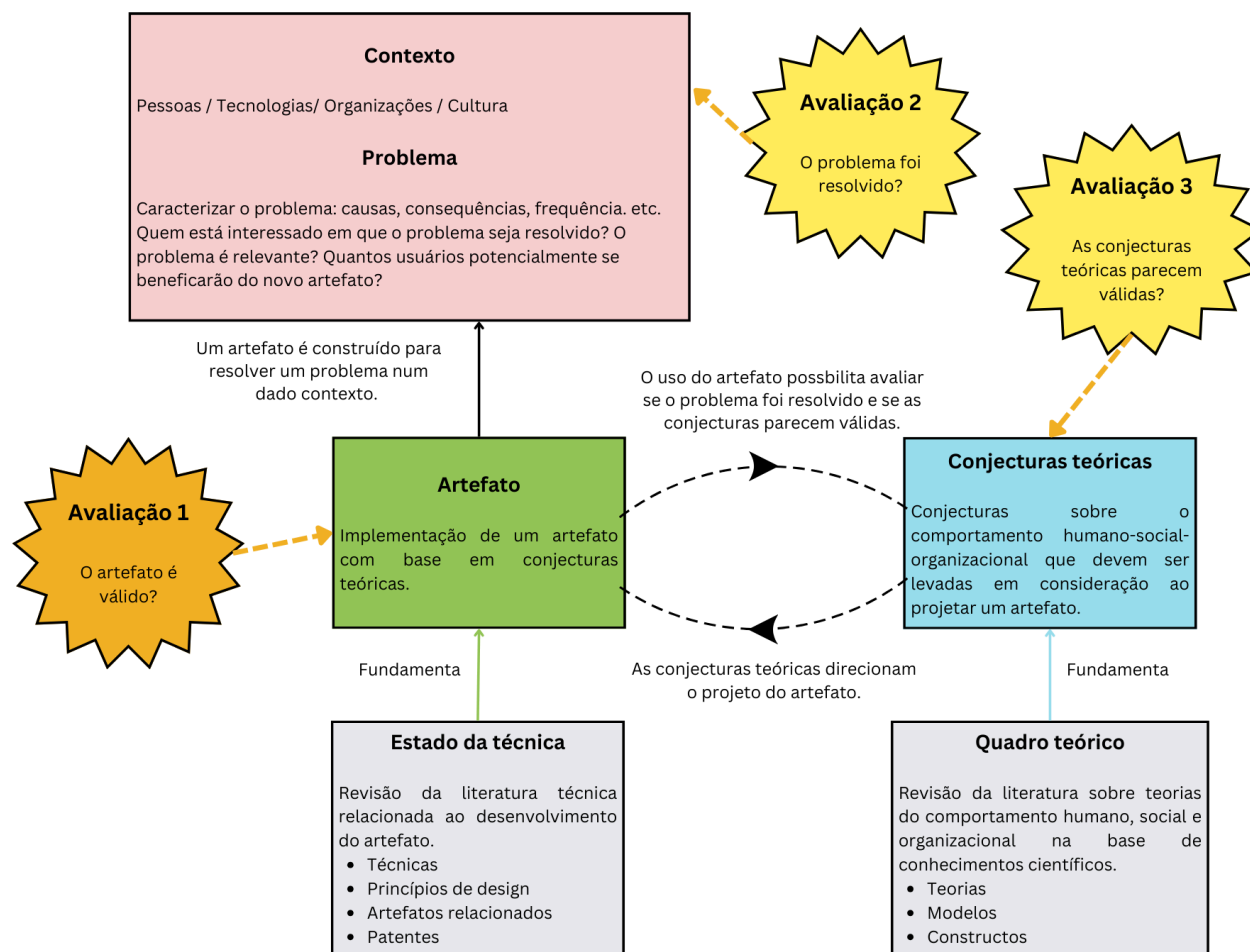 Contexto
Pessoas / Tecnologias/ Organizações / Cultura
Problema
Caracterizar o problema: causas, consequências, frequência. etc.
Quem está interessado em que o problema seja resolvido? O
problema é relevante? Quantos usuários potencialmente se
beneficarão do novo artefato?
Avaliação 2
O problema foi
resolvido?
Avaliação 3
As conjecturas
teóricas parecem
válidas?
Um artefato é construído para
resolver um problema num
dado contexto.
O uso do artefato possbilita avaliar
se o problema foi resolvido e se as
conjecturas parecem válidas.
Avaliação 1
O artefato é
válido?
Artefato
Implementação de um artefato
com base em conjecturas
teóricas.
Conjecturas teóricas
Conjecturas sobre o
comportamento humano-social-
organizacional que devem ser
levadas em consideração ao
projetar um artefato.
Fundamenta
As conjecturas teóricas direcionam
o projeto do artefato.
Fundamenta
Estado da técnica
Revisão da literatura técnica
relacionada ao desenvolvimento
do artefato.
• Técnicas
• Princípios de design
• Artefatos relacionados
• Patentes
Quadro teórico
Revisão da literatura sobre teorias
do comportamento humano, social e
organizacional na base de
conhecimentos científicos.
• Teorias
• Modelos
• Constructos